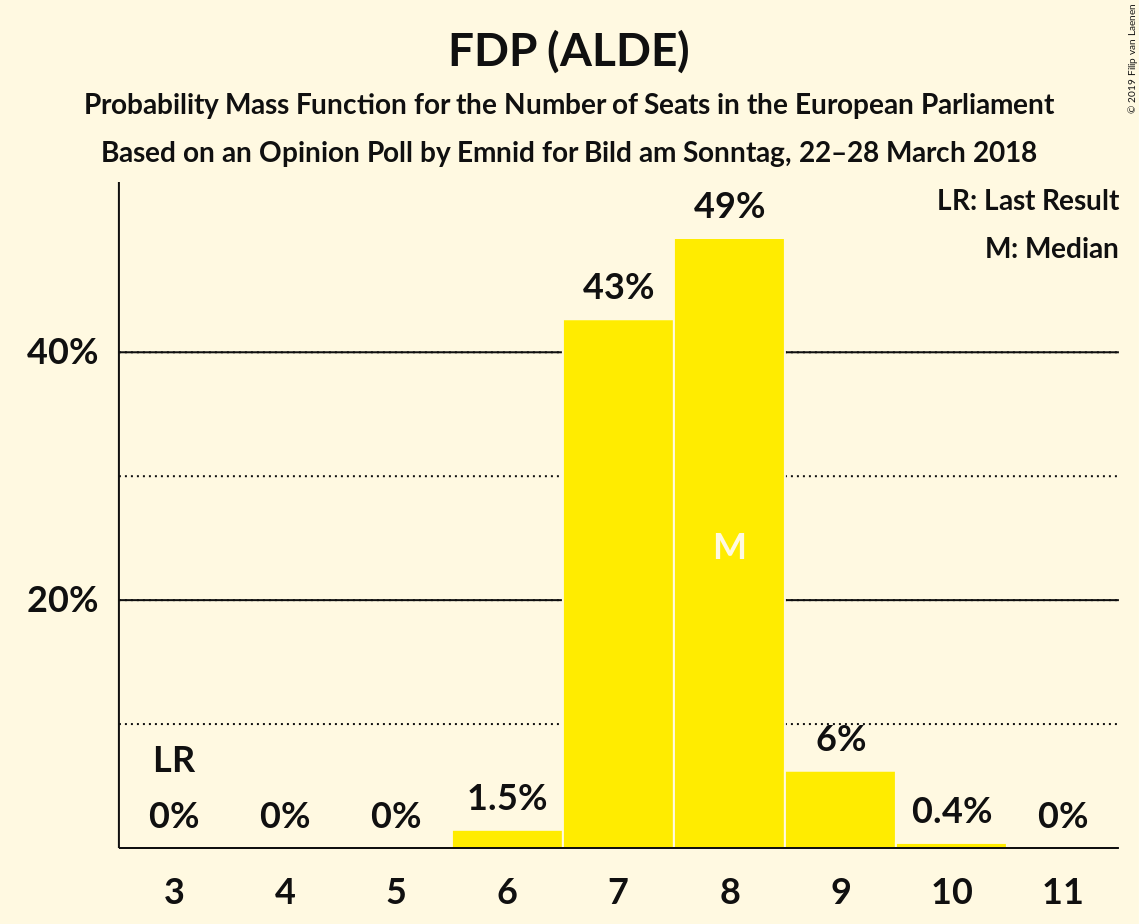 FDP (ALDE)
Probability Mass Function for the Number of Seats in the European Parliament
Based on an Opinion Poll by Emnid for Bild am Sonntag, 22–28 March 2018
© 2019 Filip van Laenen
LR: Last Result
M: Median
49%
43%
40%
M
20%
LR
6%
1.5%
0%
0%
0%
0.4%
0%
3 4 5 6 7 8 9 10 11